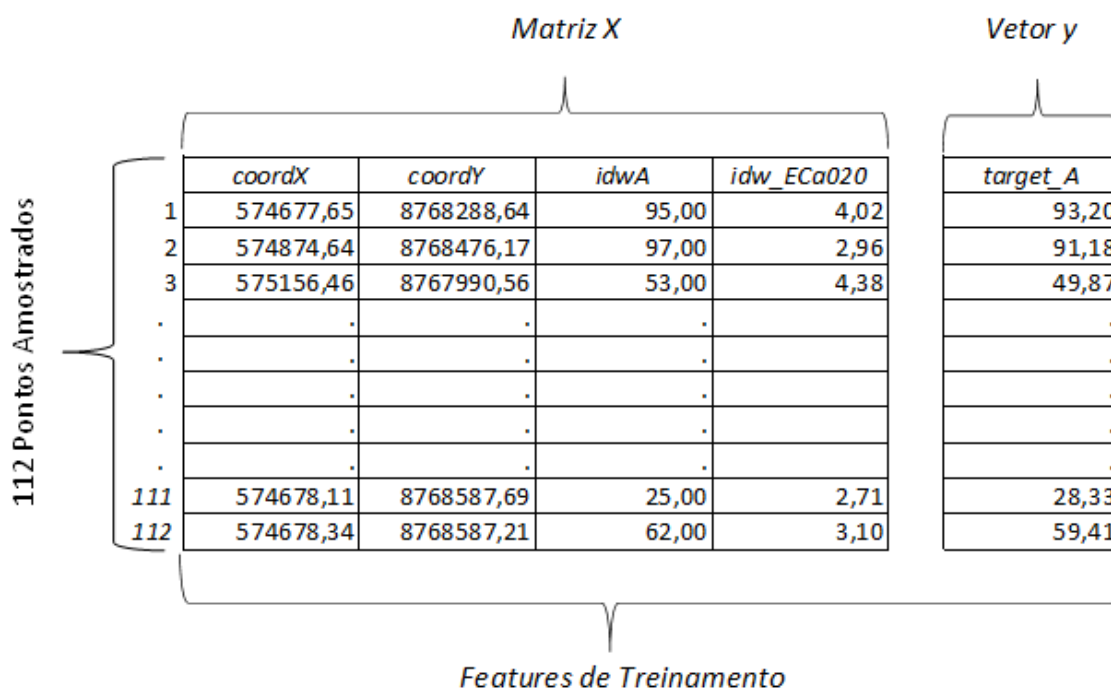 Matriz X Vetor y
112 Pontos Amostrados
coordX coordY idwA idw_ECa020 target_A
1 574677,65 8768288,64 95,00 4,02 93,20
2 574874,64 8768476,17 97,00 2,96 91,18
3 575156,46 8767990,56 53,00 4,38 49,87
. . . . .
. . . . .
. . . . .
. . . . .
. . . . .
111 574678,11 8768587,69 25,00 2,71 28,33
112 574678,34 8768587,21 62,00 3,10 59,41
Features de Treinamento